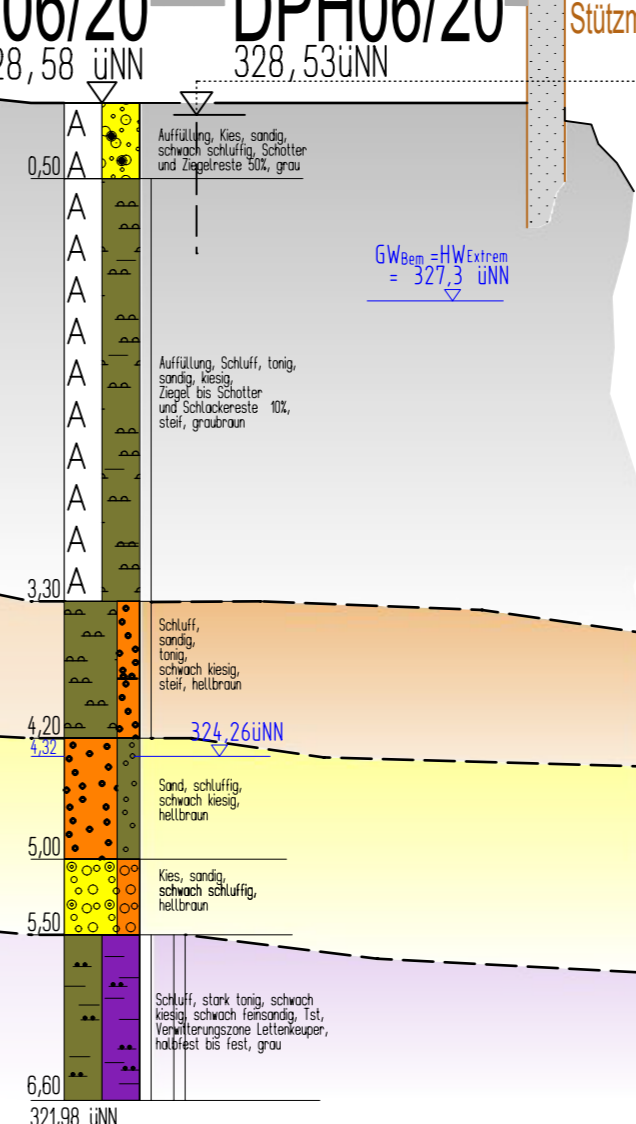 06/20
DPH06/20
Stützn
28,58 üNN
328,53üNN
A
A
0,50
Auffüllung, Kies, sandig,
schwach schluffig, Schotter
und Ziegelreste 50%, grau
GWBem =HWExtrem
= 327,3 üNN
A
A
A
A
A
A
A
A
A
A
Auffüllung, Schluff, tonig,
sandig, kiesig,
Ziegel bis Schotter
und Schlackereste 10%,
steif, graubraun
3,30
Schluff,
sandig,
tonig,
schwach kiesig,
steif, hellbraun
4,20
4,32
324,26üNN
Sand, schluffig,
schwach kiesig,
hellbraun
5,00
Kies, sandig,
schwach schluffig,
hellbraun
5,50
Schluff, stark tonig, schwach
kiesig, schwach feinsandig, Tst,
Verwitterungszone Lettenkeuper,
halbfest bis fest, grau
6,60
321,98 üNN